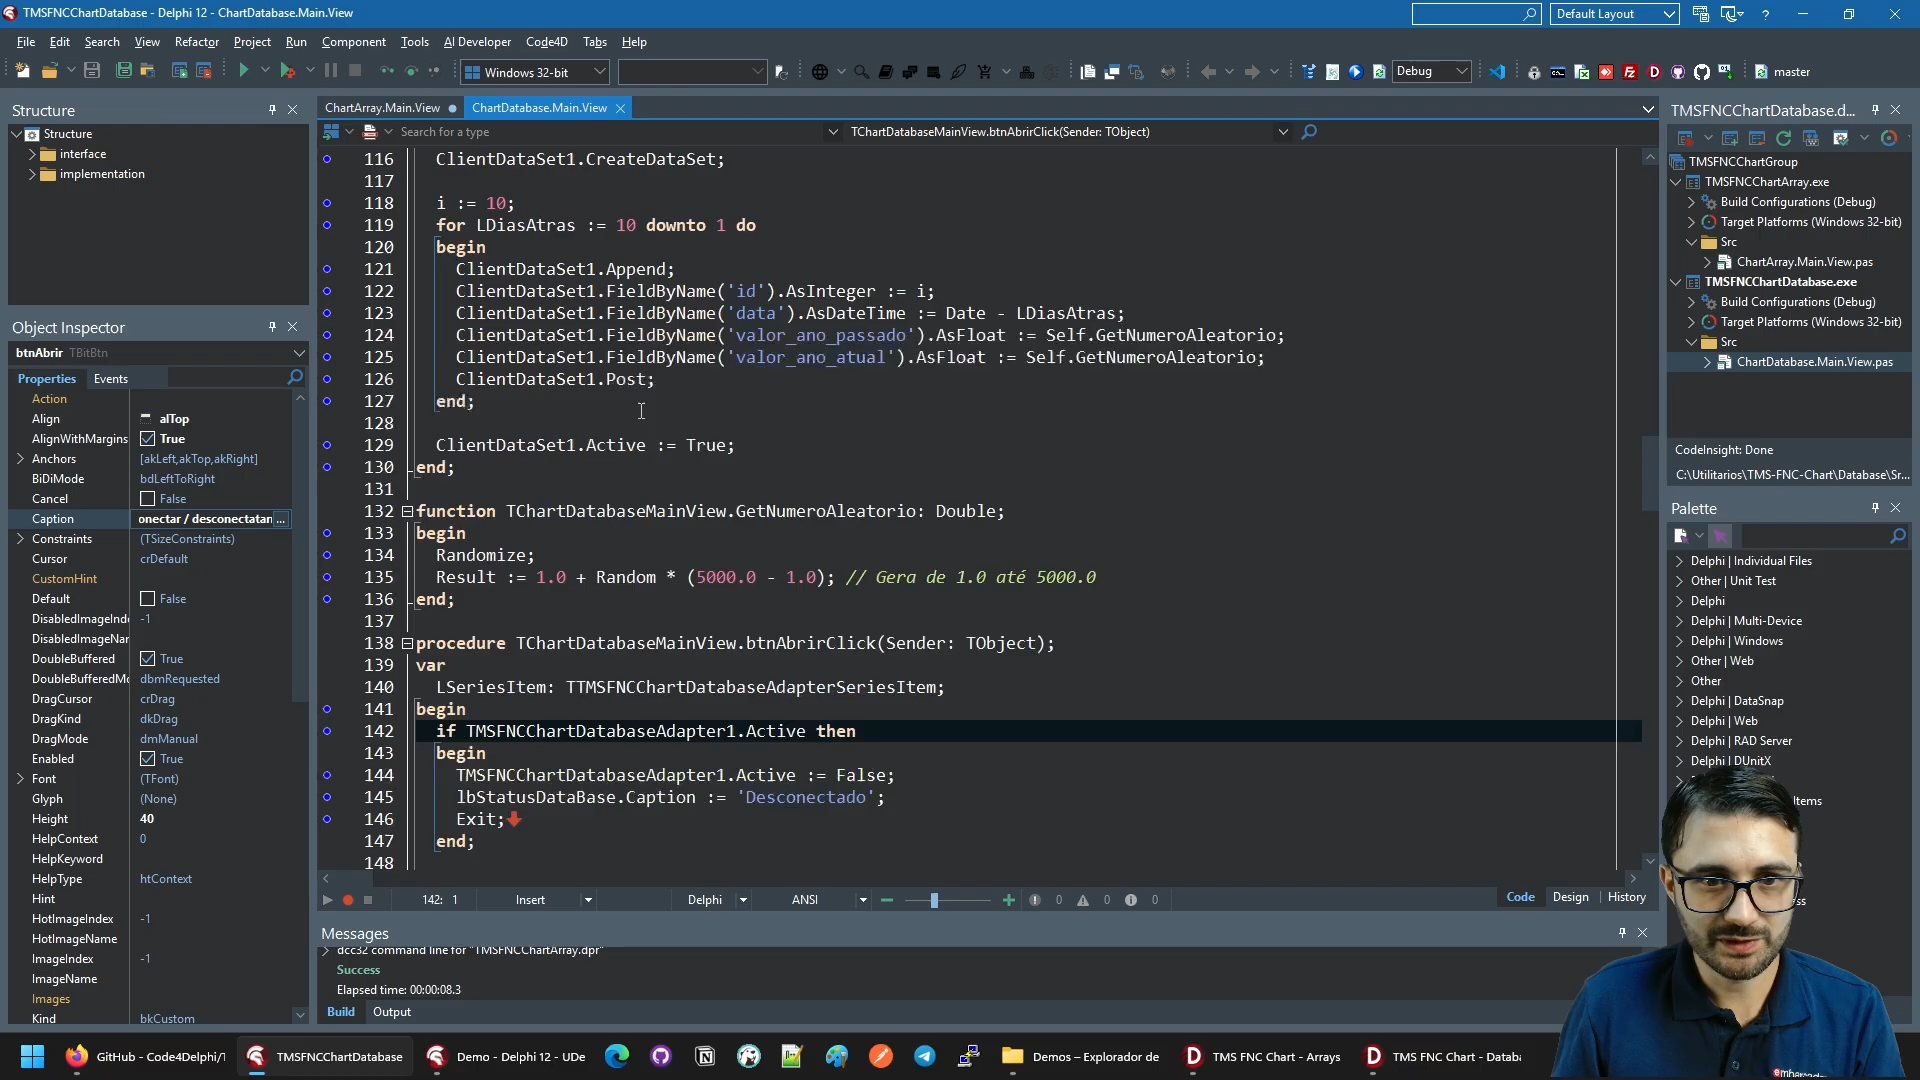 TMSFNCChartDatabase - Delphi 12 - ChartDatabase.Main.View
Default Layout
?
File Edit Search View Refactor Project Run Component Tools AI Developer Code4D Tabs Help
Windows 32-bit
Debug
master
Structure
Structure
interface
implementation
Object Inspector
btnAbrir TBitBtn
Properties Events
Action
Align alTop
AlignWithMargins True
Anchors [akLeft,akTop,akRight]
BiDiMode bdLeftToRight
Cancel False
Caption onectar / desconectatan ...
Constraints (TSizeConstraints)
Cursor crDefault
CustomHint
Default False
DisabledImageInde -1
DisabledImageNar
DoubleBuffered True
DoubleBufferedMo dbmRequested
DragCursor crDrag
DragKind dkDrag
DragMode dmManual
Enabled True
Font (TFont)
Glyph (None)
Height 40
HelpContext 0
HelpKeyword
HelpType htContext
Hint
HotImageIndex -1
HotImageName
ImageIndex -1
ImageName
Images
Kind bkCustom
ChartArray.Main.View ChartDatabase.Main.View
Search for a type TChartDatabaseMainView.btnAbrirClick(Sender: TObject)
116 ClientDataSet1.CreateDataSet;
117
118 i := 10;
119 for LDiasAtras := 10 downto 1 do
120 begin
121 ClientDataSet1.Append;
122 ClientDataSet1.FieldByName('id').AsInteger := i;
123 ClientDataSet1.FieldByName('data').AsDateTime := Date - LDiasAtras;
124 ClientDataSet1.FieldByName('valor_ano_passado').AsFloat := Self.GetNumeroAleatorio;
125 ClientDataSet1.FieldByName('valor_ano_atual').AsFloat := Self.GetNumeroAleatorio;
126 ClientDataSet1.Post;
127 end;
128
129 ClientDataSet1.Active := True;
130 end;
131
132 function TChartDatabaseMainView.GetNumeroAleatorio: Double;
133 begin
134 Randomize;
135 Result := 1.0 + Random * (5000.0 - 1.0); // Gera de 1.0 até 5000.0
136 end;
137
138 procedure TChartDatabaseMainView.btnAbrirClick(Sender: TObject);
139 var
140 LSeriesItem: TTMSFNCChartDatabaseAdapterSeriesItem;
141 begin
142 if TMSFNCChartDatabaseAdapter1.Active then
143 begin
144 TMSFNCChartDatabaseAdapter1.Active := False;
145 lbStatusDataBase.Caption := 'Desconectado';
146 Exit;
147 end;
148
142: 1 Insert Delphi ANSI 0 0 0 Code Design History
Messages
dcc32 command line for "TMSFNCChartArray.dpr"
Success
Elapsed time: 00:00:08.3
Build Output
TMSFNCChartDatabase.d...
TMSFNCChartGroup
TMSFNCChartArray.exe
Build Configurations (Debug)
Target Platforms (Windows 32-bit)
Src
ChartArray.Main.View.pas
TMSFNCChartDatabase.exe
Build Configurations (Debug)
Target Platforms (Windows 32-bit)
Src
ChartDatabase.Main.View.pas
CodeInsight: Done
C:\Utilitarios\TMS-FNC-Chart\Database\Sr...
Palette
Delphi | Individual Files
Other | Unit Test
Delphi
Delphi | Multi-Device
Delphi | Windows
Other | Web
Other
Delphi | DataSnap
Delphi | Web
Delphi | RAD Server
Delphi | DUnitX
Items
GitHub - Code4Delphi/T TMSFNCChartDatabase Demo - Delphi 12 - UDe Demos – Explorador de TMS FNC Chart - Arrays TMS FNC Chart - Databa